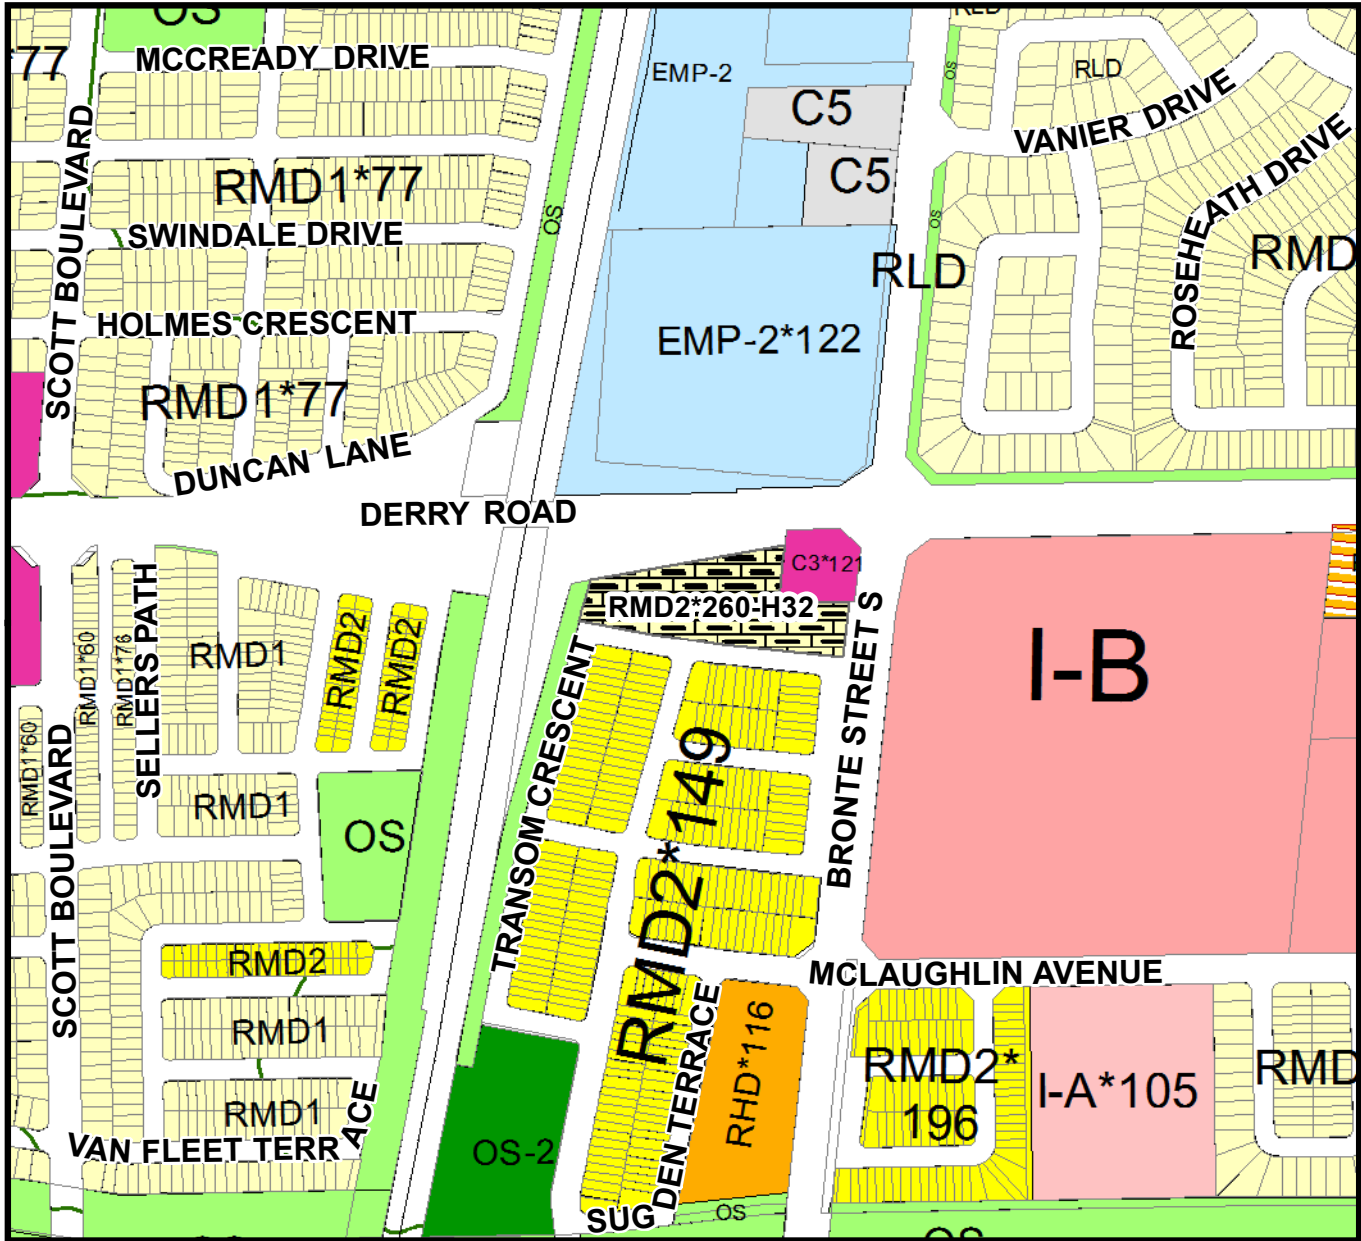 OS
RLD
*77
MCCREADY DRIVE
EMP-2
OS
RLD
C5
VANIER DRIVE
SCOTT BOULEVARD
RMD1*77
C5
ROSEHEATH DRIVE
OS
OS
SWINDALE DRIVE
RLD
RMD
HOLMES CRESCENT
EMP-2*122
RMD1*77
DUNCAN LANE
DERRY ROAD
C3*121
RMD2*260-H32
SELLERS PATH
RMD1*60
RMD1*76
RMD1
RMD2
RMD2
I-B
BRONTE STREET S
TRANSOM CRESCENT
RMD2*149
RMD1*60
SCOTT BOULEVARD
RMD1
OS
RMD2
MCLAUGHLIN AVENUE
RMD1
SUGDEN TERRACE
RHD*116
RMD2*
196
I-A*105
RMD
RMD1
VAN FLEET TERRACE
OS-2
OS
OS